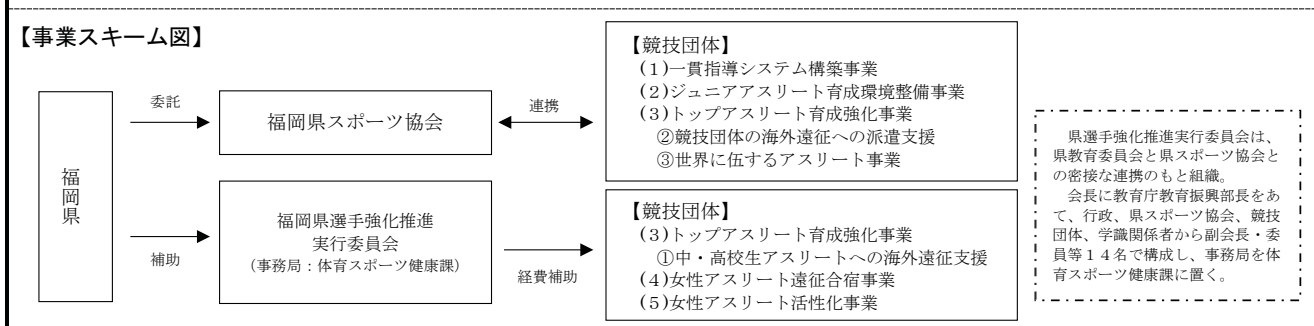 【事業スキーム図】
福岡県
委託
福岡県スポーツ協会
連携
【競技団体】
(1)一貫指導システム構築事業
(2)ジュニアアスリート育成環境整備事業
(3)トップアスリート育成強化事業
②競技団体の海外遠征への派遣支援
③世界に伍するアスリート事業
補助
福岡県選手強化推進
実行委員会
(事務局：体育スポーツ健康課)
経費補助
【競技団体】
(3)トップアスリート育成強化事業
①中・高校生アスリートへの海外遠征支援
(4)女性アスリート遠征合宿事業
(5)女性アスリート活性化事業
県選手強化推進実行委員会は、
県教育委員会と県スポーツ協会と
の密接な連携のもと組織。
会長に教育庁教育振興部長をあ
て、行政、県スポーツ協会、競技
団体、学識関係者から副会長・委
員等１４名で構成し、事務局を体
育スポーツ健康課に置く。